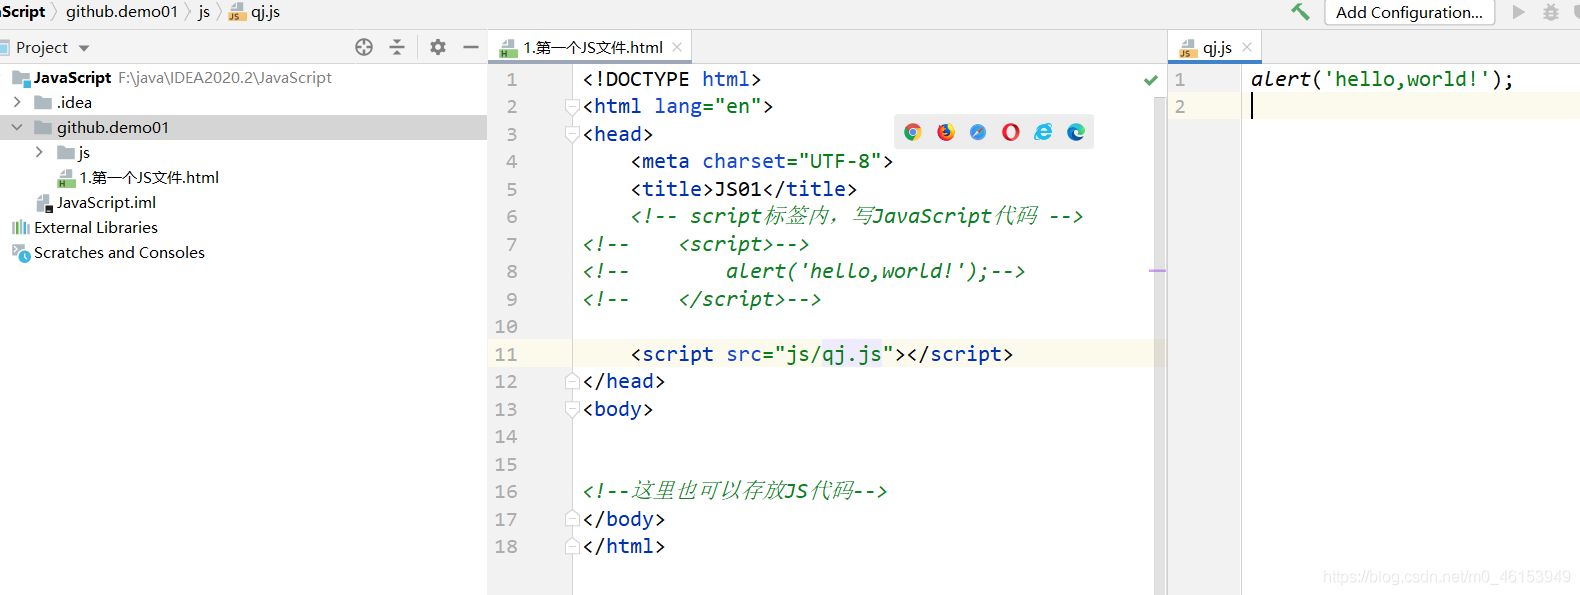 Script github.demo01 js qj.js
Add Configuration...
Project
JavaScript F:\java\IDEA2020.2\JavaScript
.idea
github.demo01
js
1.第一个JS文件.html
JavaScript.iml
External Libraries
Scratches and Consoles
1.第一个JS文件.html
1 <!DOCTYPE html>
2 <html lang="en">
3 <head>
4 <meta charset="UTF-8">
5 <title>JS01</title>
6 <!-- script标签内，写JavaScript代码 -->
7 <!-- <script>-->
8 <!-- alert('hello,world!');-->
9 <!-- </script>-->
10
11 <script src="js/qj.js"></script>
12 </head>
13 <body>
14
15
16 <!--这里也可以存放JS代码-->
17 </body>
18 </html>
qj.js
1 alert('hello,world!');
2
https://blog.csdn.net/m0_46153949